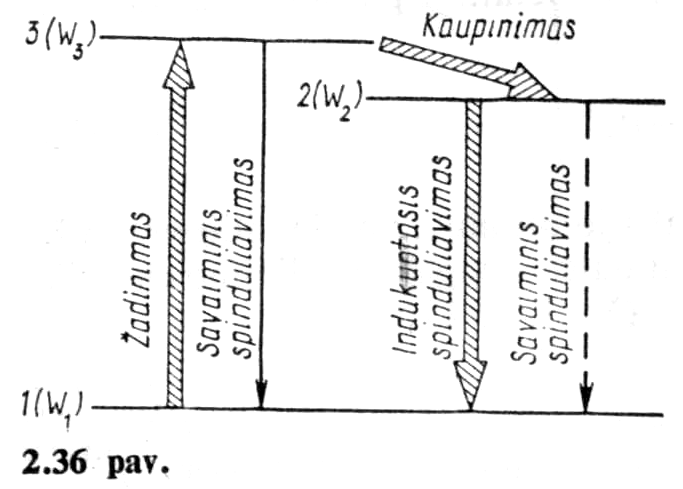 3(W₃)
Kaupinimas
2(W₂)
Žadinimas
Savaiminis
spinduliavimas
Indukuotasis
spinduliavimas
Savaiminis
spinduliavimas
1(W₁)
2.36 pav.